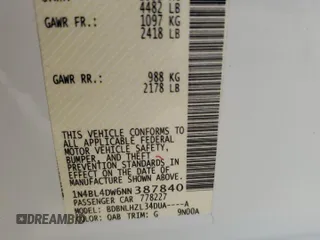 4482 LB
GAWR FR: 1097 KG
2418 LB
GAWR RR: 988 KG
2178 LB
THIS VEHICLE CONFORMS TO
ALL APPLICABLE FEDERAL
MOTOR VEHICLE SAFETY,
BUMPER, AND THEFT
PREVENTION STANDARDS IN
EFFECT ON THE DATE OF
MANUFACTURE SHOWN ABOVE.
1N4BL4DW6NN387840
PASSENGER CAR 778227
MODEL: BDBNLHZL34DUA----A
COLOR: QAB TRIM: G 9N00A
DREAMBID